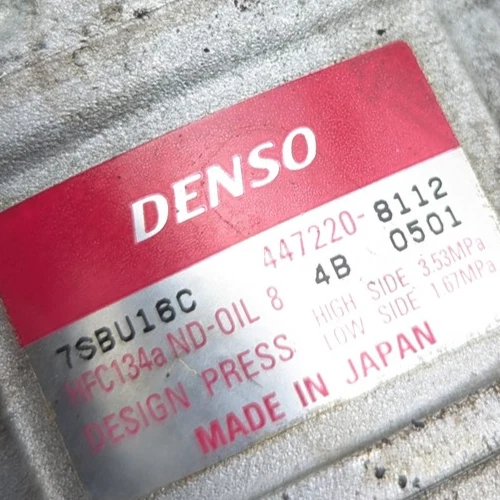 DENSO
447220-8112
7SBU16C 4B 0501
HFC134a ND-OIL 8 HIGH SIDE 3.53MPa
DESIGN PRESS LOW SIDE 1.67MPa
MADE IN JAPAN